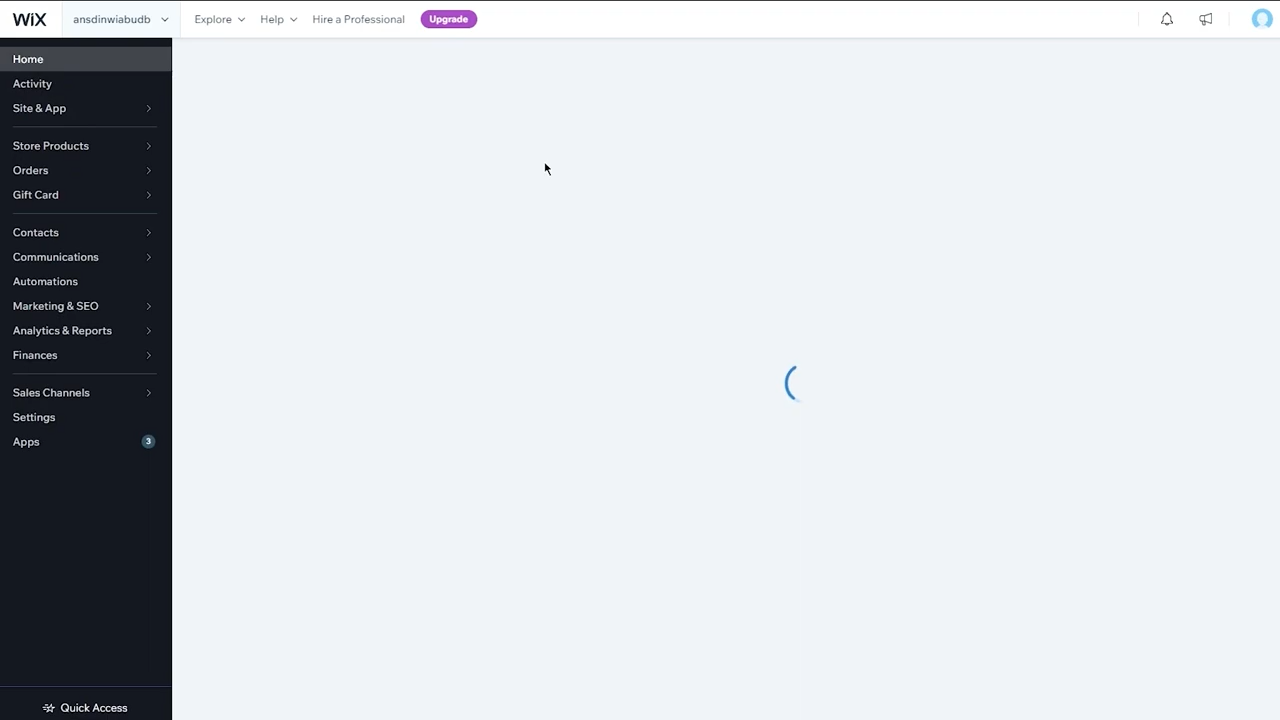 WiX
ansdinwiabudb
Explore
Help
Hire a Professional
Upgrade
Home
Activity
Site & App
Store Products
Orders
Gift Card
Contacts
Communications
Automations
Marketing & SEO
Analytics & Reports
Finances
Sales Channels
Settings
Apps 3
Quick Access